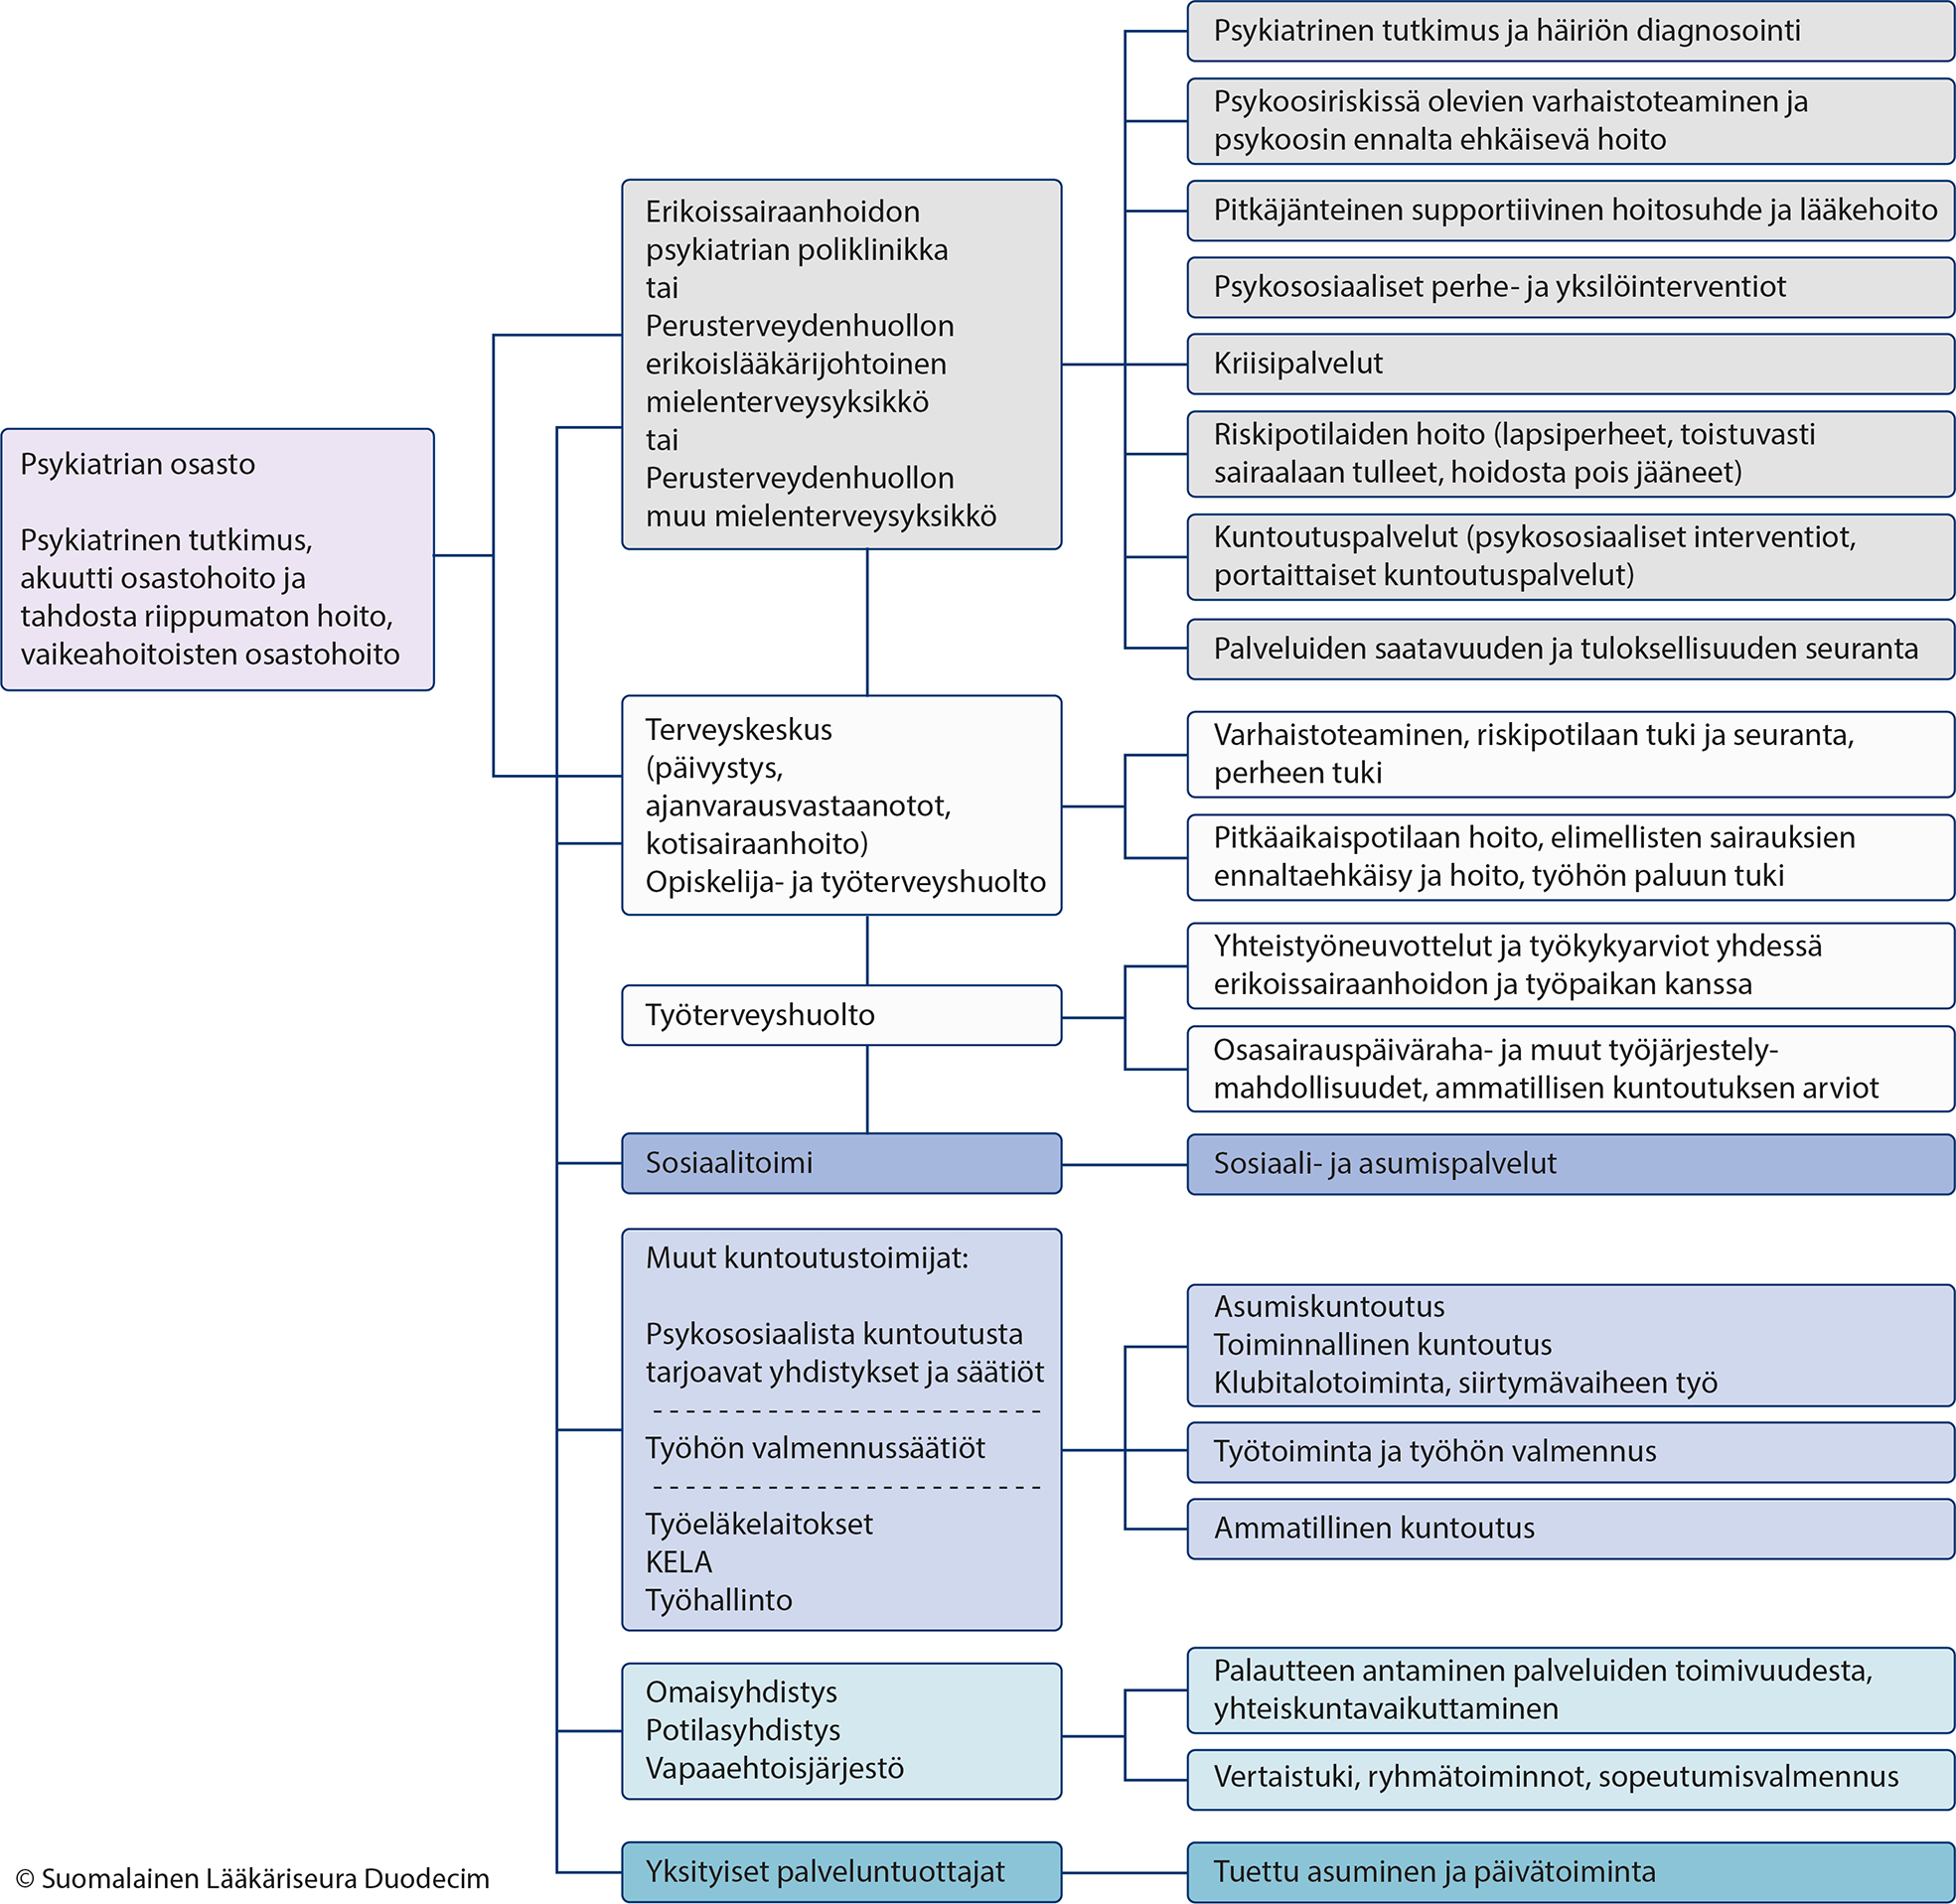 Psykiatrian osasto
Psykiatrinen tutkimus,
akuutti osastohoito ja
tahdosta riippumaton hoito,
vaikeahoitoisten osastohoito
Erikoissairaanhoidon
psykiatrian poliklinikka
tai
Perusterveydenhuollon
erikoislääkärijohtoinen
mielenterveysyksikkö
tai
Perusterveydenhuollon
muu mielenterveysyksikkö
Psykiatrinen tutkimus ja häiriön diagnosointi
Psykoosiriskissä olevien varhaistoteaminen ja
psykoosin ennalta ehkäisevä hoito
Pitkäjänteinen supportiivinen hoitosuhde ja lääkehoito
Psykososiaaliset perhe- ja yksilöinterventiot
Kriisipalvelut
Riskipotilaiden hoito (lapsiperheet, toistuvasti
sairaalaan tulleet, hoidosta pois jääneet)
Kuntoutuspalvelut (psykososiaaliset interventiot,
portaittaiset kuntoutuspalvelut)
Palveluiden saatavuuden ja tuloksellisuuden seuranta
Terveyskeskus
(päivystys,
ajanvarausvastaanotot,
kotisairaanhoito)
Opiskelija- ja työterveyshuolto
Varhaistoteaminen, riskipotilaan tuki ja seuranta,
perheen tuki
Pitkäaikaispotilaan hoito, elimellisten sairauksien
ennaltaehkäisy ja hoito, työhön paluun tuki
Työterveyshuolto
Yhteistyöneuvottelut ja työkykyarviot yhdessä
erikoissairaanhoidon ja työpaikan kanssa
Osasairauspäiväraha- ja muut työjärjestely-
mahdollisuudet, ammatillisen kuntoutuksen arviot
Sosiaalitoimi
Sosiaali- ja asumispalvelut
Muut kuntoutustoimijat:
Psykososiaalista kuntoutusta
tarjoavat yhdistykset ja säätiöt
Työhön valmennussäätiöt
Työeläkelaitokset
KELA
Työhallinto
Asumiskuntoutus
Toiminnallinen kuntoutus
Klubitalotoiminta, siirtymävaiheen työ
Työtoiminta ja työhön valmennus
Ammatillinen kuntoutus
Omaisyhdistys
Potilasyhdistys
Vapaaehtoisjärjestö
Palautteen antaminen palveluiden toimivuudesta,
yhteiskuntavaikuttaminen
Vertaistuki, ryhmätoiminnot, sopeutumisvalmennus
Yksityiset palveluntuottajat
Tuettu asuminen ja päivätoiminta
© Suomalainen Lääkäriseura Duodecim